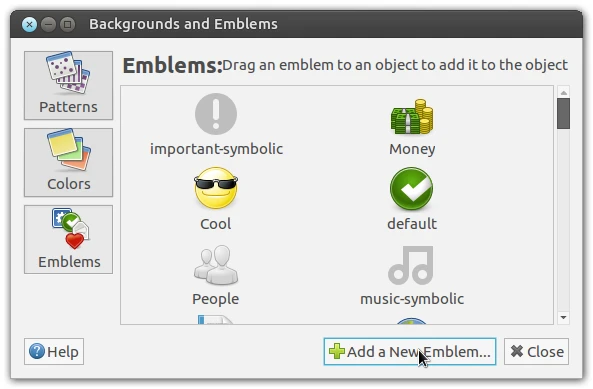 Backgrounds and Emblems
Patterns
Colors
Emblems
Emblems:Drag an emblem to an object to add it to the object
important-symbolic
Money
Cool
default
People
music-symbolic
Help
Add a New Emblem...
Close